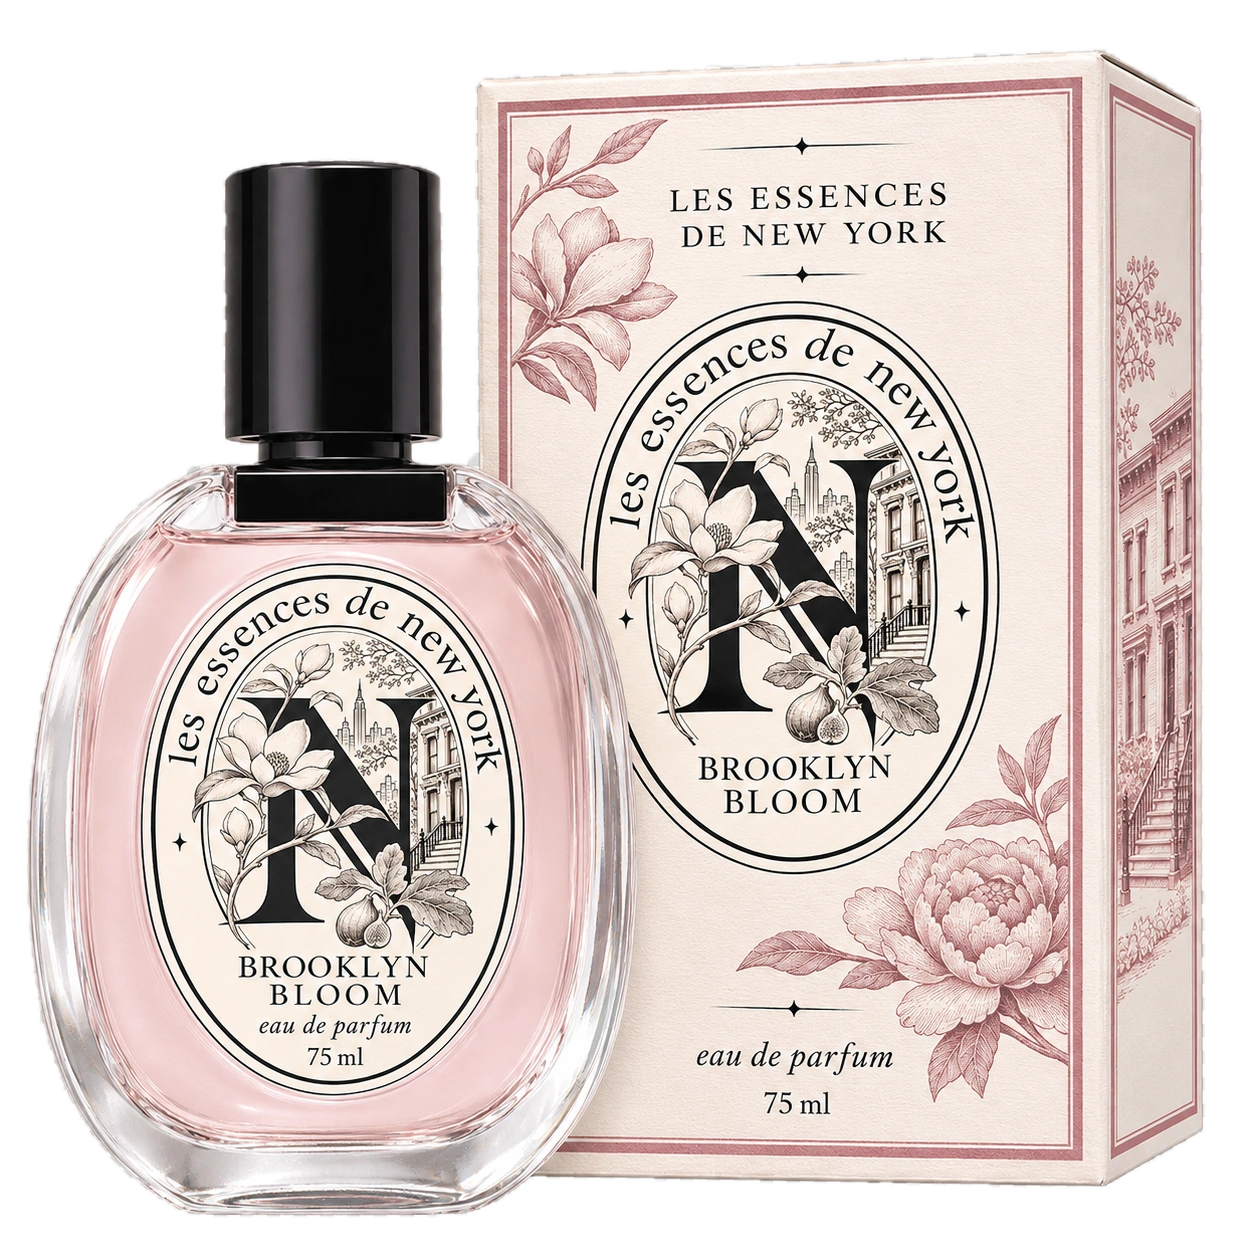 LES ESSENCES
DE NEW YORK
les essences de new york
N
BROOKLYN
BLOOM
eau de parfum
75 ml
les essences de new york
N
BROOKLYN
BLOOM
eau de parfum
75 ml